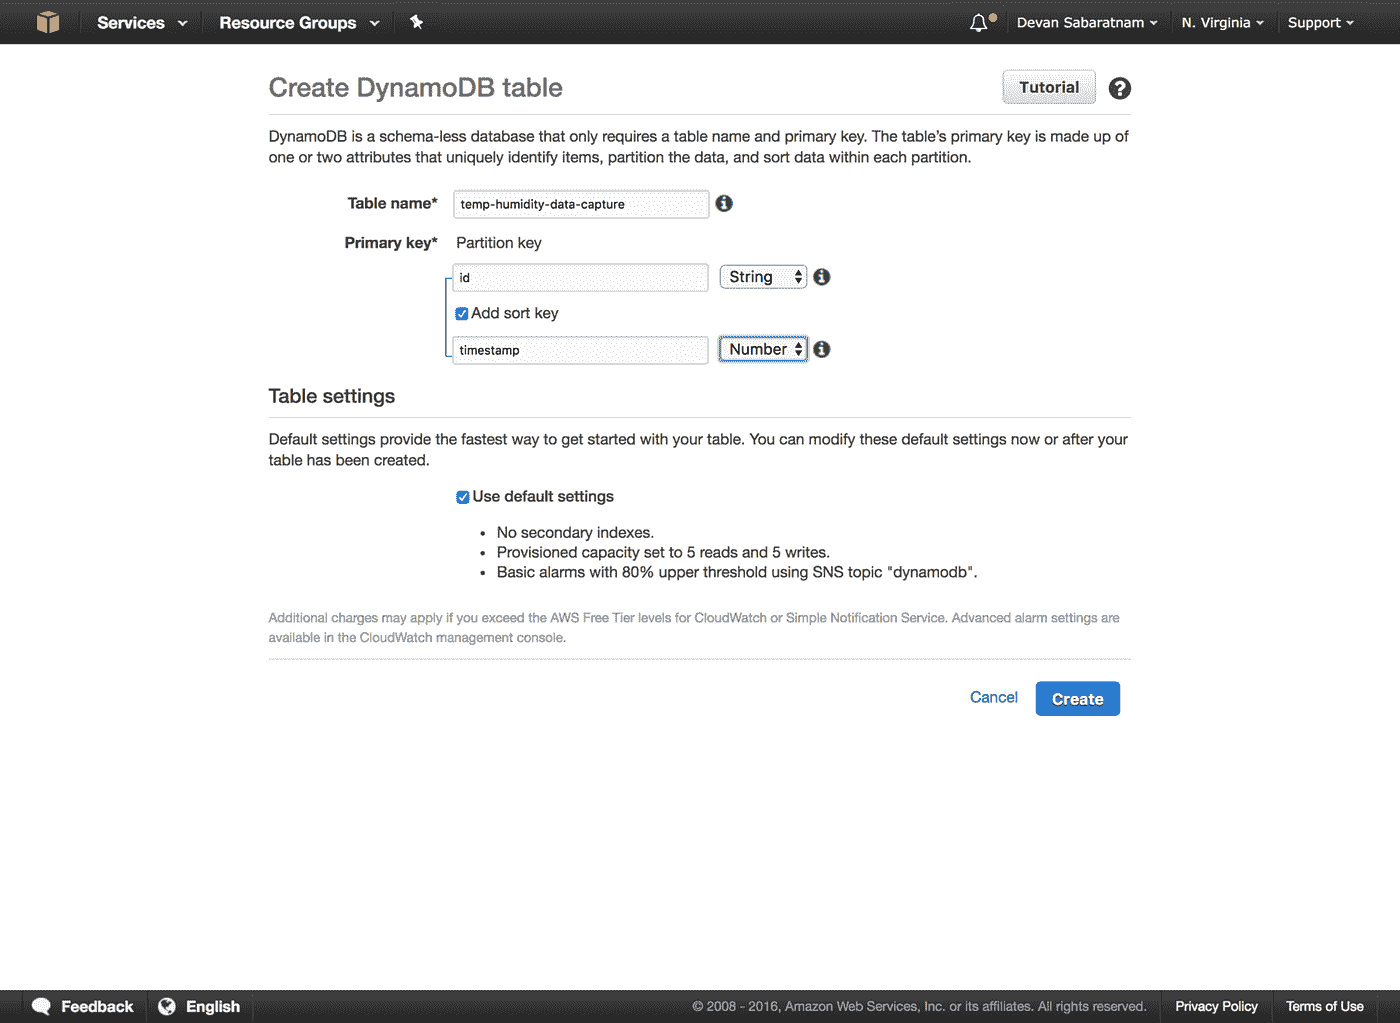 Services Resource Groups Devan Sabaratnam N. Virginia Support
Create DynamoDB table Tutorial ?
DynamoDB is a schema-less database that only requires a table name and primary key. The table's primary key is made up of
one or two attributes that uniquely identify items, partition the data, and sort data within each partition.
Table name* temp-humidity-data-capture i
Primary key* Partition key
id String i
Add sort key
timestamp Number i
Table settings
Default settings provide the fastest way to get started with your table. You can modify these default settings now or after your
table has been created.
Use default settings
• No secondary indexes.
• Provisioned capacity set to 5 reads and 5 writes.
• Basic alarms with 80% upper threshold using SNS topic "dynamodb".
Additional charges may apply if you exceed the AWS Free Tier levels for CloudWatch or Simple Notification Service. Advanced alarm settings are
available in the CloudWatch management console.
Cancel Create
Feedback English © 2008 - 2016, Amazon Web Services, Inc. or its affiliates. All rights reserved. Privacy Policy Terms of Use